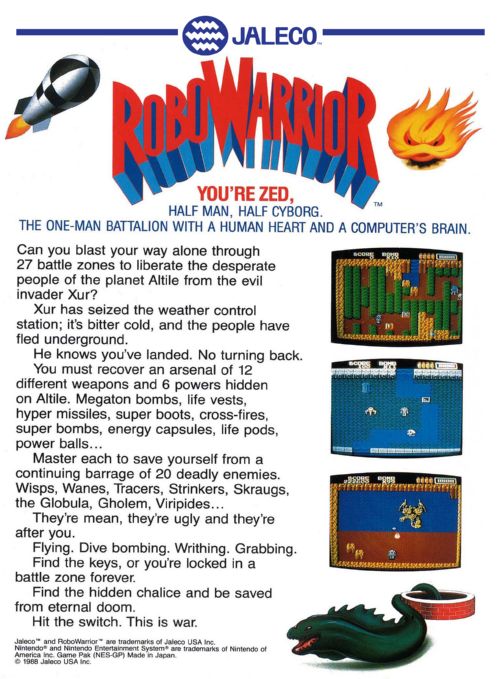 JALECO™
ROBOWARRIOR™
YOU'RE ZED,
HALF MAN, HALF CYBORG.
THE ONE-MAN BATTALION WITH A HUMAN HEART AND A COMPUTER'S BRAIN.
Can you blast your way alone through
27 battle zones to liberate the desperate
people of the planet Altile from the evil
invader Xur?
Xur has seized the weather control
station; it's bitter cold, and the people have
fled underground.
He knows you've landed. No turning back.
You must recover an arsenal of 12
different weapons and 6 powers hidden
on Altile. Megaton bombs, life vests,
hyper missiles, super boots, cross-fires,
super bombs, energy capsules, life pods,
power balls...
Master each to save yourself from a
continuing barrage of 20 deadly enemies.
Wisps, Wanes, Tracers, Strinkers, Skraugs,
the Globula, Gholem, Viripides...
They're mean, they're ugly and they're
after you.
Flying. Dive bombing. Writhing. Grabbing.
Find the keys, or you're locked in a
battle zone forever.
Find the hidden chalice and be saved
from eternal doom.
Hit the switch. This is war.
SCORE BOMB
SCORE BOMB
SCORE BOMB
Jaleco™ and RoboWarrior™ are trademarks of Jaleco USA Inc.
Nintendo® and Nintendo Entertainment System® are trademarks of Nintendo of
America Inc. Game Pak (NES-GP) Made in Japan.
© 1988 Jaleco USA Inc.